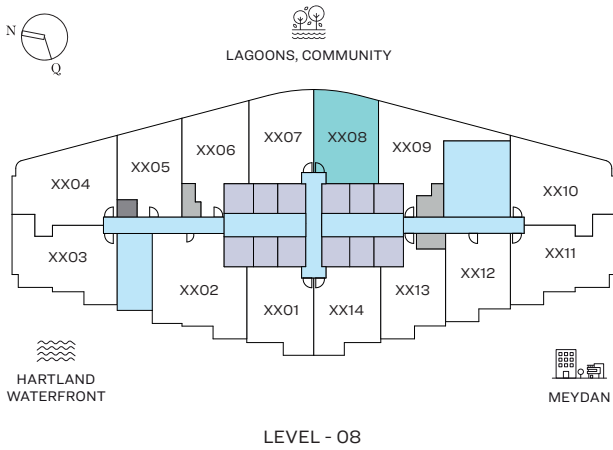 N
Q
LAGOONS, COMMUNITY
XX07
XX08
XX06
XX09
XX05
XX04
XX10
XX03
XX11
XX02
XX12
XX13
XX01
XX14
HARTLAND
WATERFRONT
MEYDAN
LEVEL - 08